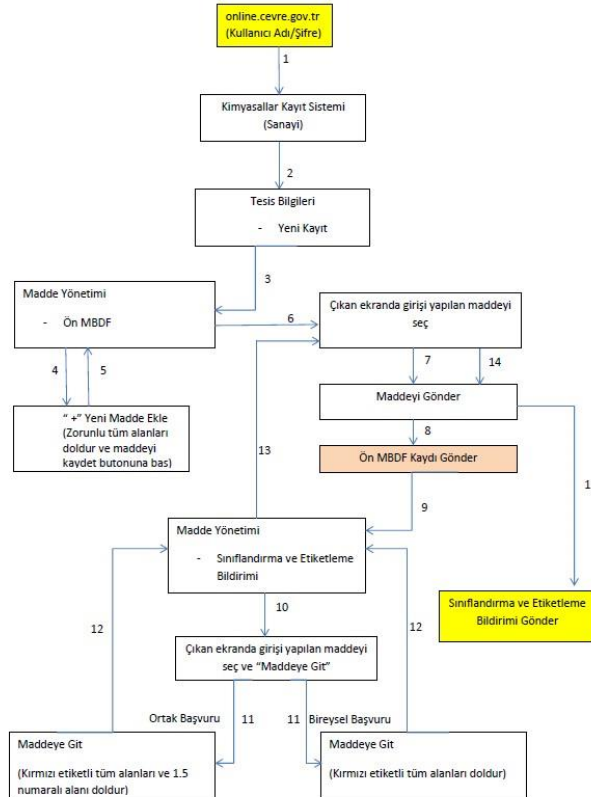 online.cevre.gov.tr
(Kullanıcı Adı/Şifre)
1
Kimyasallar Kayıt Sistemi
(Sanayi)
2
Tesis Bilgileri
- Yeni Kayıt
3
Madde Yönetimi
- Ön MBDF
6
Çıkan ekranda girişi yapılan maddeyi
seç
4
5
7
14
" +" Yeni Madde Ekle
(Zorunlu tüm alanları
doldur ve maddeyi
kaydet butonuna bas)
13
Maddeyi Gönder
8
Ön MBDF Kaydı Gönder
9
1
Madde Yönetimi
- Sınıflandırma ve Etiketleme
Bildirimi
Sınıflandırma ve Etiketleme
Bildirimi Gönder
12
10
12
Çıkan ekranda girişi yapılan maddeyi
seç ve "Maddeye Git"
Ortak Başvuru
11
11
Bireysel Başvuru
Maddeye Git
(Kırmızı etiketli tüm alanları ve 1.5
numaralı alanı doldur)
Maddeye Git
(Kırmızı etiketli tüm alanları doldur)